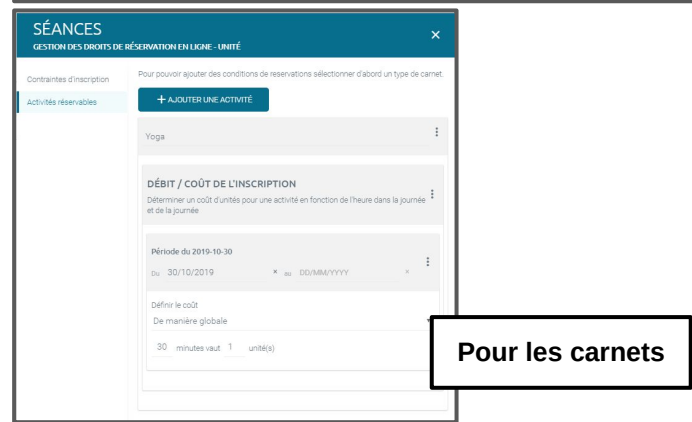 SÉANCES
GESTION DES DROITS DE RÉSERVATION EN LIGNE - UNITÉ
×
Contraintes d'inscription
Activités réservables
Pour pouvoir ajouter des conditions de reservations sélectionner d'abord un type de carnet.
+ AJOUTER UNE ACTIVITÉ
Yoga
DÉBIT / COÛT DE L'INSCRIPTION
Déterminer un coût d'unités pour une activité en fonction de l'heure dans la journée
et de la journée
Période du 2019-10-30
Du 30/10/2019 × au DD/MM/YYYY ×
Définir le coût
De manière globale
30 minutes vaut 1 unité(s)
Pour les carnets